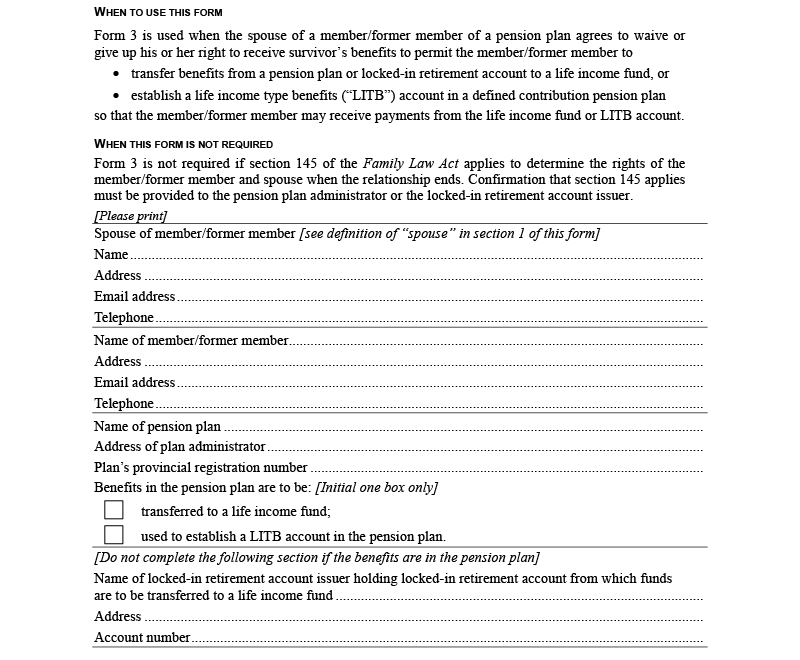 WHEN TO USE THIS FORM
Form 3 is used when the spouse of a member/former member of a pension plan agrees to waive or
give up his or her right to receive survivor’s benefits to permit the member/former member to
• transfer benefits from a pension plan or locked-in retirement account to a life income fund, or
• establish a life income type benefits (“LITB”) account in a defined contribution pension plan
so that the member/former member may receive payments from the life income fund or LITB account.
WHEN THIS FORM IS NOT REQUIRED
Form 3 is not required if section 145 of the Family Law Act applies to determine the rights of the
member/former member and spouse when the relationship ends. Confirmation that section 145 applies
must be provided to the pension plan administrator or the locked-in retirement account issuer.
[Please print]
Spouse of member/former member [see definition of “spouse” in section 1 of this form]
Name
Address
Email address
Telephone
Name of member/former member
Address
Email address
Telephone
Name of pension plan
Address of plan administrator
Plan’s provincial registration number
Benefits in the pension plan are to be: [Initial one box only]
transferred to a life income fund;
used to establish a LITB account in the pension plan.
[Do not complete the following section if the benefits are in the pension plan]
Name of locked-in retirement account issuer holding locked-in retirement account from which funds
are to be transferred to a life income fund
Address
Account number